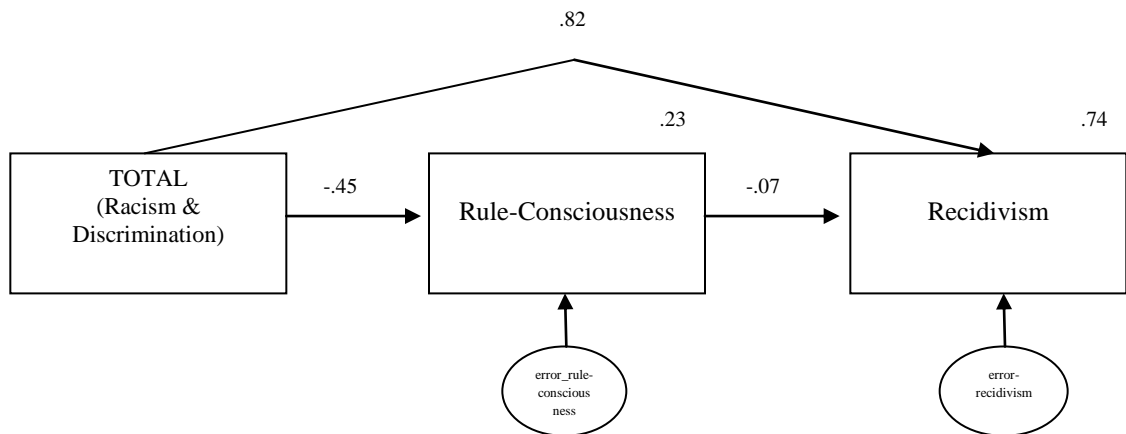 .82
.23
.74
TOTAL
(Racism &
Discrimination)
-.45
Rule-Consciousness
-.07
Recidivism
error_rule-
conscious
ness
error-
recidivism